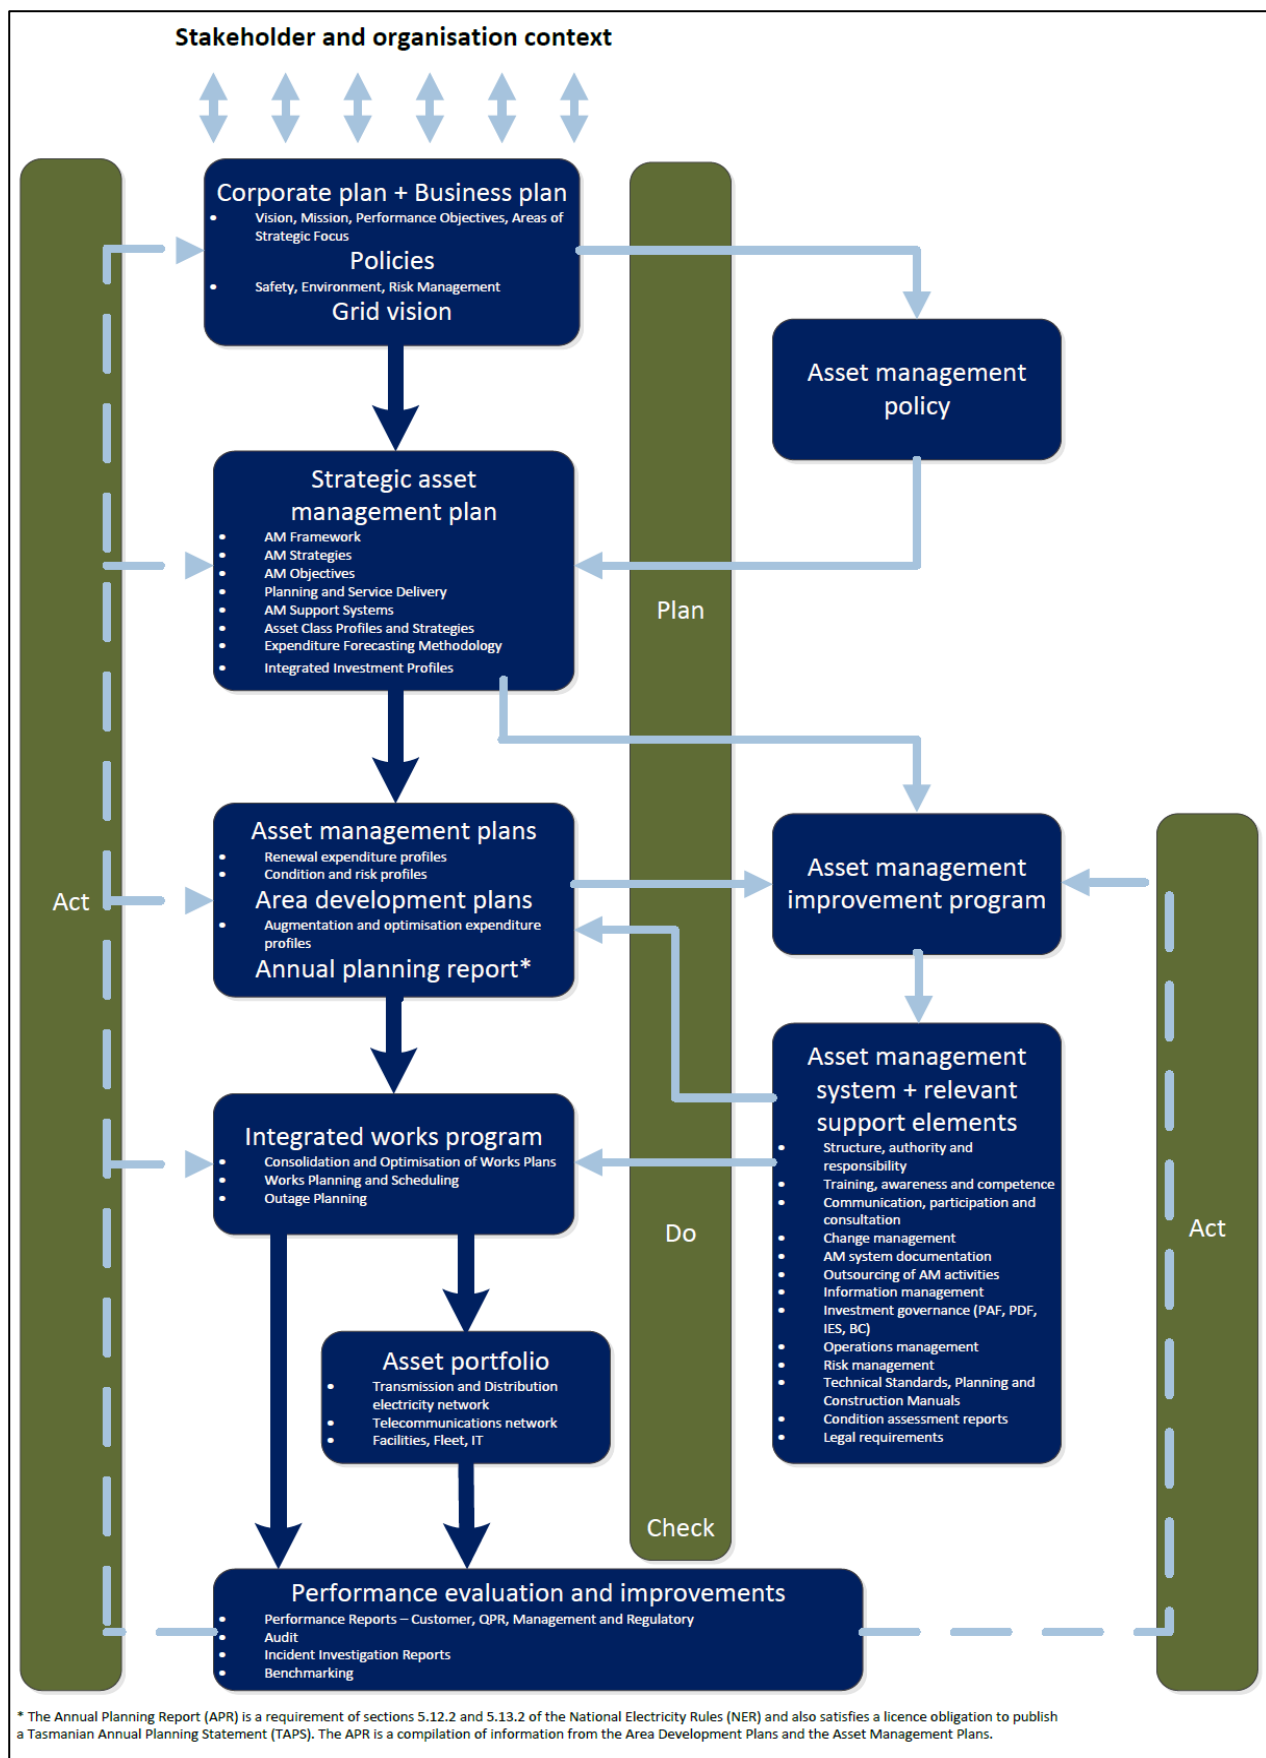 Stakeholder and organisation context
Corporate plan + Business plan
• Vision, Mission, Performance Objectives, Areas of
Strategic Focus
Policies
• Safety, Environment, Risk Management
Grid vision
Asset management
policy
Strategic asset
management plan
• AM Framework
• AM Strategies
• AM Objectives
• Planning and Service Delivery
• AM Support Systems
• Asset Class Profiles and Strategies
• Expenditure Forecasting Methodology
• Integrated Investment Profiles
Plan
Asset management plans
• Renewal expenditure profiles
• Condition and risk profiles
Area development plans
• Augmentation and optimisation expenditure
profiles
Annual planning report*
Act
Asset management
improvement program
Asset management
system + relevant
support elements
• Structure, authority and
responsibility
• Training, awareness and competence
• Communication, participation and
consultation
• Change management
• AM system documentation
• Outsourcing of AM activities
• Information management
• Investment governance (PAF, PDF,
IES, BC)
• Operations management
• Risk management
• Technical Standards, Planning and
Construction Manuals
• Condition assessment reports
• Legal requirements
Integrated works program
• Consolidation and Optimisation of Works Plans
• Works Planning and Scheduling
• Outage Planning
Do
Act
Asset portfolio
• Transmission and Distribution
electricity network
• Telecommunications network
• Facilities, Fleet, IT
Check
Performance evaluation and improvements
• Performance Reports – Customer, QPR, Management and Regulatory
• Audit
• Incident Investigation Reports
• Benchmarking
* The Annual Planning Report (APR) is a requirement of sections 5.12.2 and 5.13.2 of the National Electricity Rules (NER) and also satisfies a licence obligation to publish
a Tasmanian Annual Planning Statement (TAPS). The APR is a compilation of information from the Area Development Plans and the Asset Management Plans.